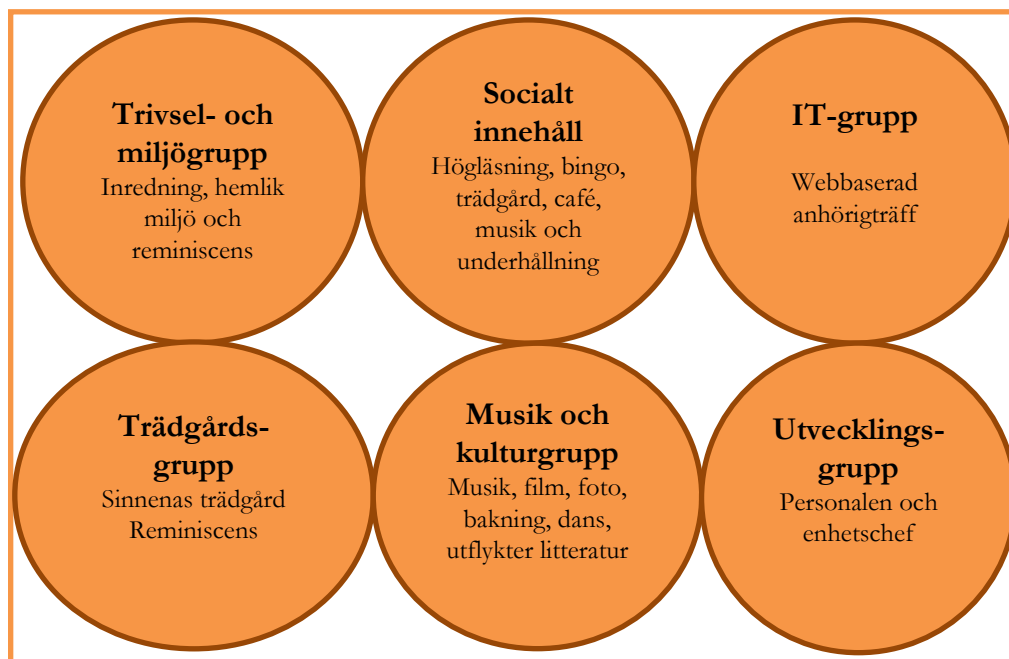 Trivsel- och
miljögrupp
Inredning, hemlik
miljö och
reminiscens
Socialt
innehåll
Högläsning, bingo,
trädgård, café,
musik och
underhållning
IT-grupp
Webbaserad
anhörigträff
Trädgårds-
grupp
Sinnenas trädgård
Reminiscens
Musik och
kulturgrupp
Musik, film, foto,
bakning, dans,
utflykter litteratur
Utvecklings-
grupp
Personalen och
enhetschef